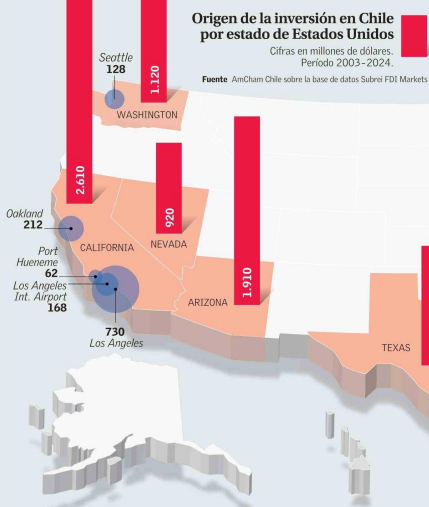 Origen de la inversión en Chile
por estado de Estados Unidos
Cifras en millones de dólares.
Período 2003-2024.
Fuente AmCham Chile sobre la base de datos Subrei FDI Markets
Seattle
128
1.120
WASHINGTON
2.610
920
1.910
Oakland
212
CALIFORNIA
NEVADA
Port
Hueneme
62
Los Angeles
Int. Airport
168
730
Los Angeles
ARIZONA
TEXAS